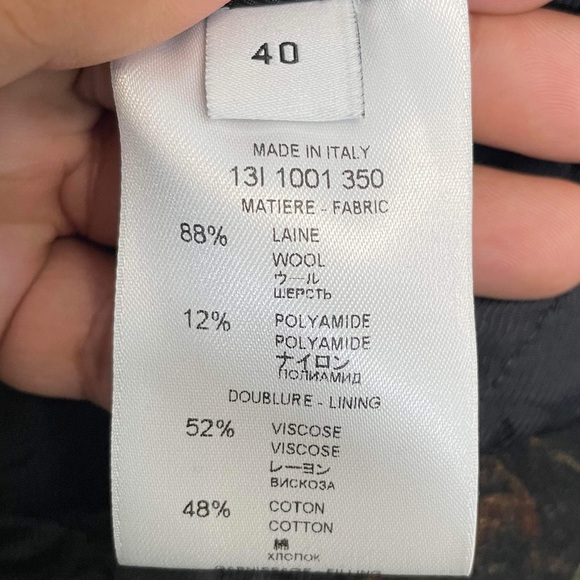 40
MADE IN ITALY
13I 1001 350
MATIERE - FABRIC
88% LAINE
WOOL
ウール
ШЕРСТЬ
12% POLYAMIDE
POLYAMIDE
ナイロン
ПОЛИАМИД
DOUBLURE - LINING
52% VISCOSE
VISCOSE
レーヨン
ВИСКОЗА
48% COTON
COTTON
綿
ХЛОПОК
GARNISSAGE - FILLING